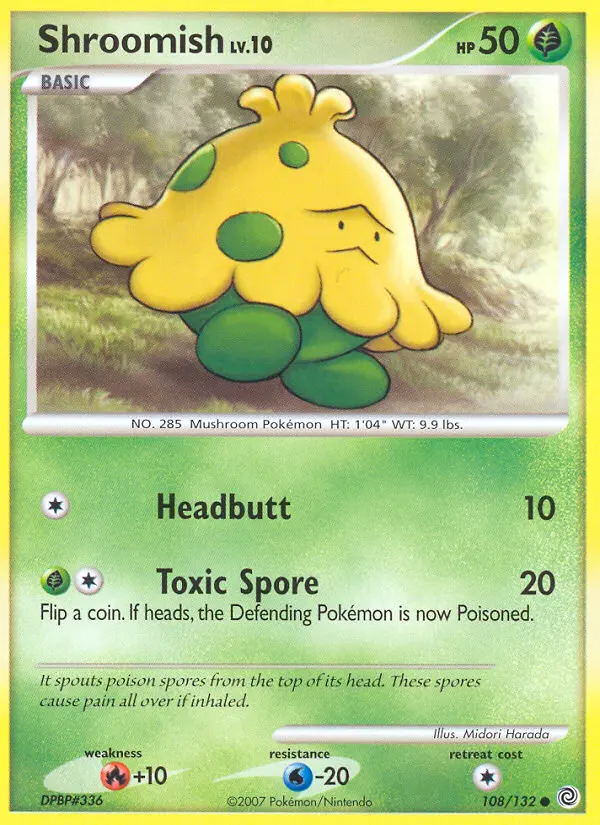 Shroomish LV.10 HP 50
BASIC
NO. 285 Mushroom Pokémon HT: 1'04" WT: 9.9 lbs.
Headbutt 10
Toxic Spore 20
Flip a coin. If heads, the Defending Pokémon is now Poisoned.
It spouts poison spores from the top of its head. These spores
cause pain all over if inhaled.
Illus. Midori Harada
weakness resistance retreat cost
+10 -20
DPBP#336 ©2007 Pokémon/Nintendo 108/132